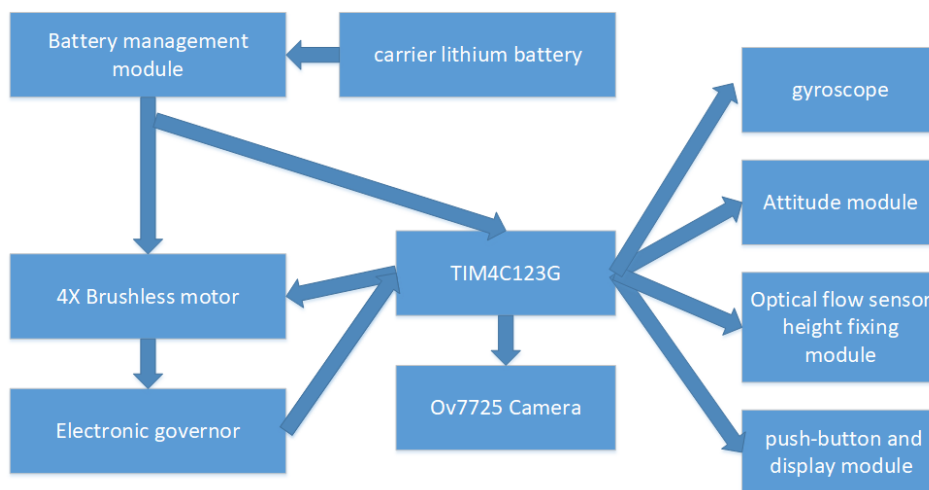 Battery management
module
carrier lithium battery
gyroscope
Attitude module
TIM4C123G
4X Brushless motor
Optical flow sensor
height fixing
module
Ov7725 Camera
Electronic governor
push-button and
display module